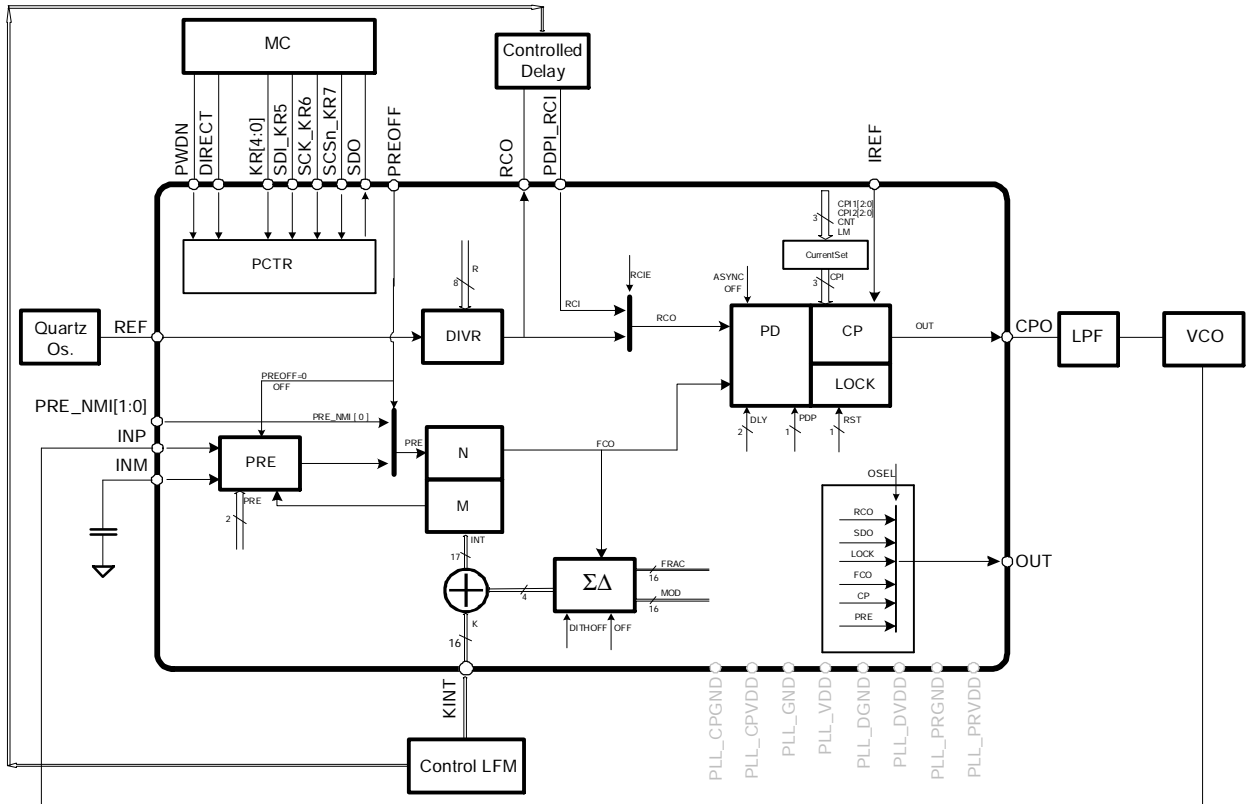 MC
Controlled
Delay
PWDN
DIRECT
KR[4:0]
SDI_KR5
SCK_KR6
SCSn_KR7
SDO
PREOFF
RCO
PDPI_RCI
IREF
PCTR
3
CPI1[2:0]
CPI2[2:0]
CNT
LM
CurrentSet
3
CPI
8
R
RCIE
RCI
RCO
ASYNC
OFF
Quartz
Os.
REF
DIVR
PD
CP
LOCK
OUT
CPO
LPF
VCO
PREOFF=0
OFF
PRE_NMI[1:0]
PRE_NMI [ 0 ]
INP
INM
PRE
PRE
N
M
FCO
2
DLY
1
PDP
1
RST
2
PRE
INT
17
4
ΣΔ
FRAC
16
MOD
16
DITHOFF
OFF
K
16
OSEL
RCO
SDO
LOCK
FCO
CP
PRE
OUT
KINT
Control LFM
PLL_CPGND
PLL_CPVDD
PLL_GND
PLL_VDD
PLL_DGND
PLL_DVDD
PLL_PRGND
PLL_PRVDD